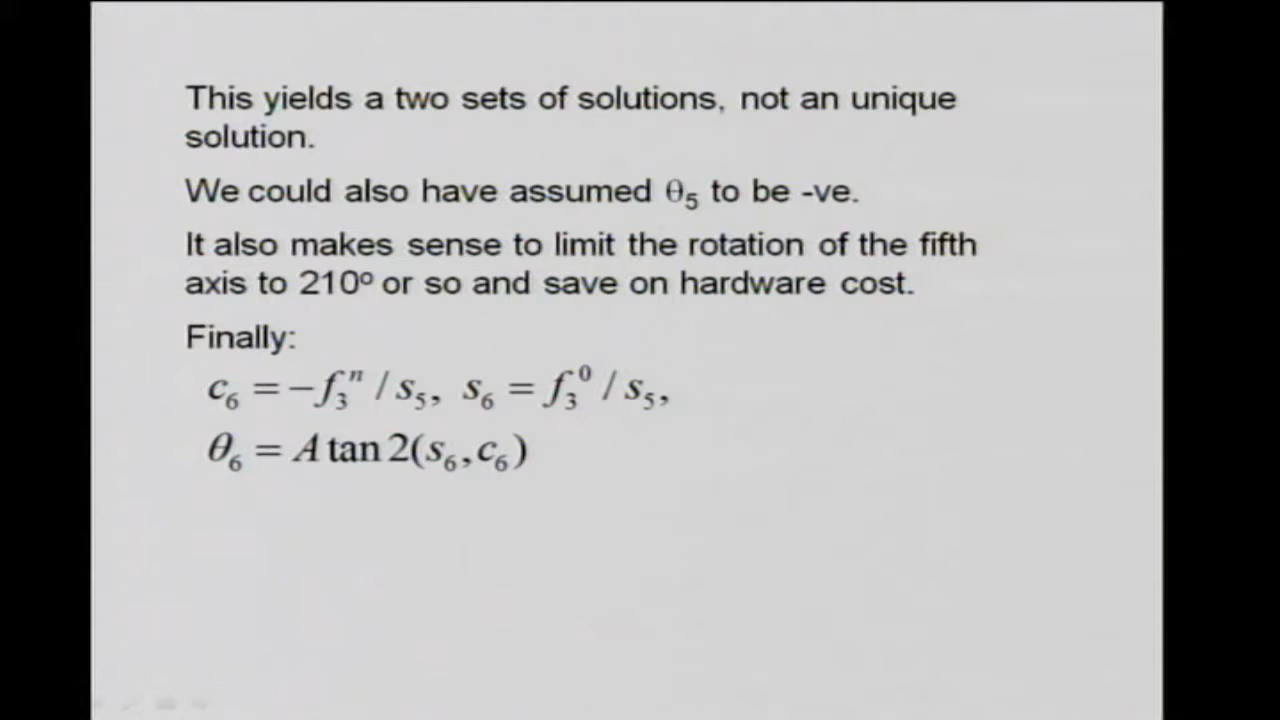 This yields a two sets of solutions, not an unique
solution.
We could also have assumed θ₅ to be -ve.
It also makes sense to limit the rotation of the fifth
axis to 210º or so and save on hardware cost.
Finally:
c₆ = −f₃ⁿ / s₅, s₆ = f₃⁰ / s₅,
θ₆ = A tan 2(s₆, c₆)